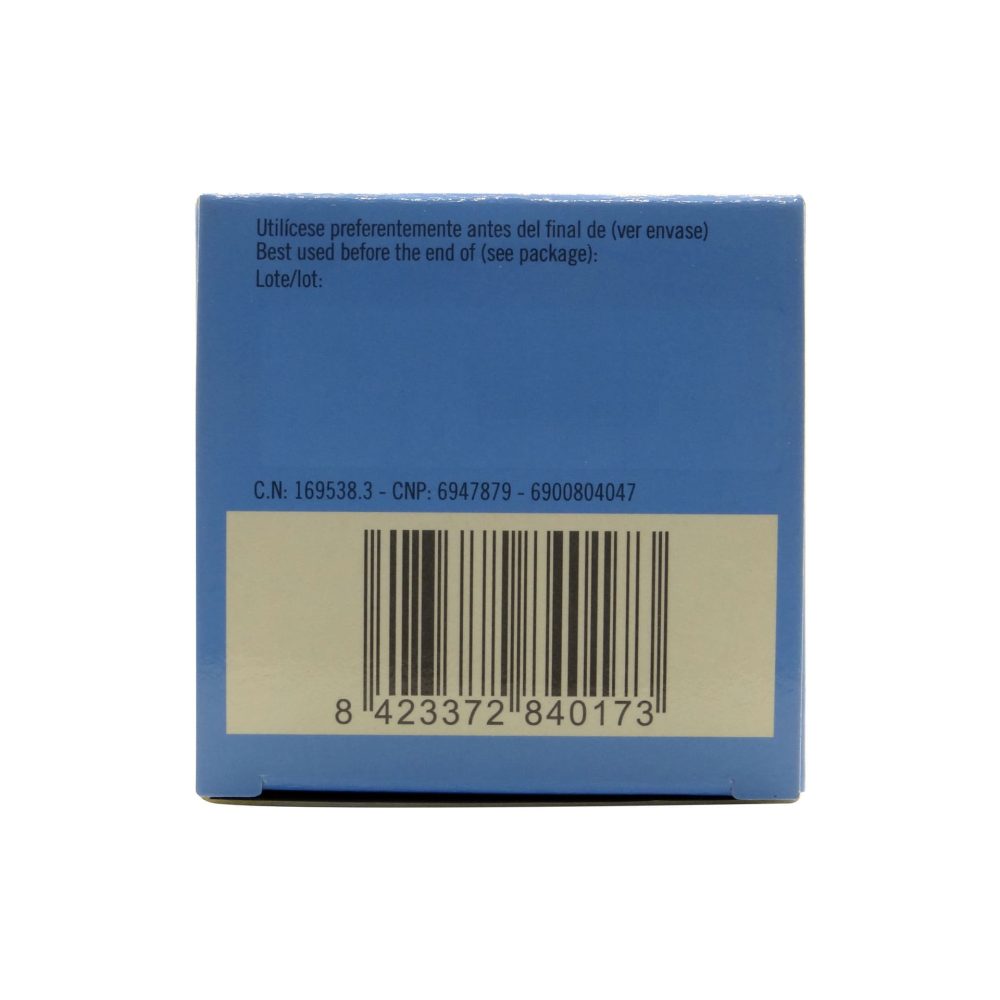 Utilícese preferentemente antes del final de (ver envase)
Best used before the end of (see package):
Lote/lot:
C.N: 169538.3 - CNP: 6947879 - 6900804047
8 423372 840173